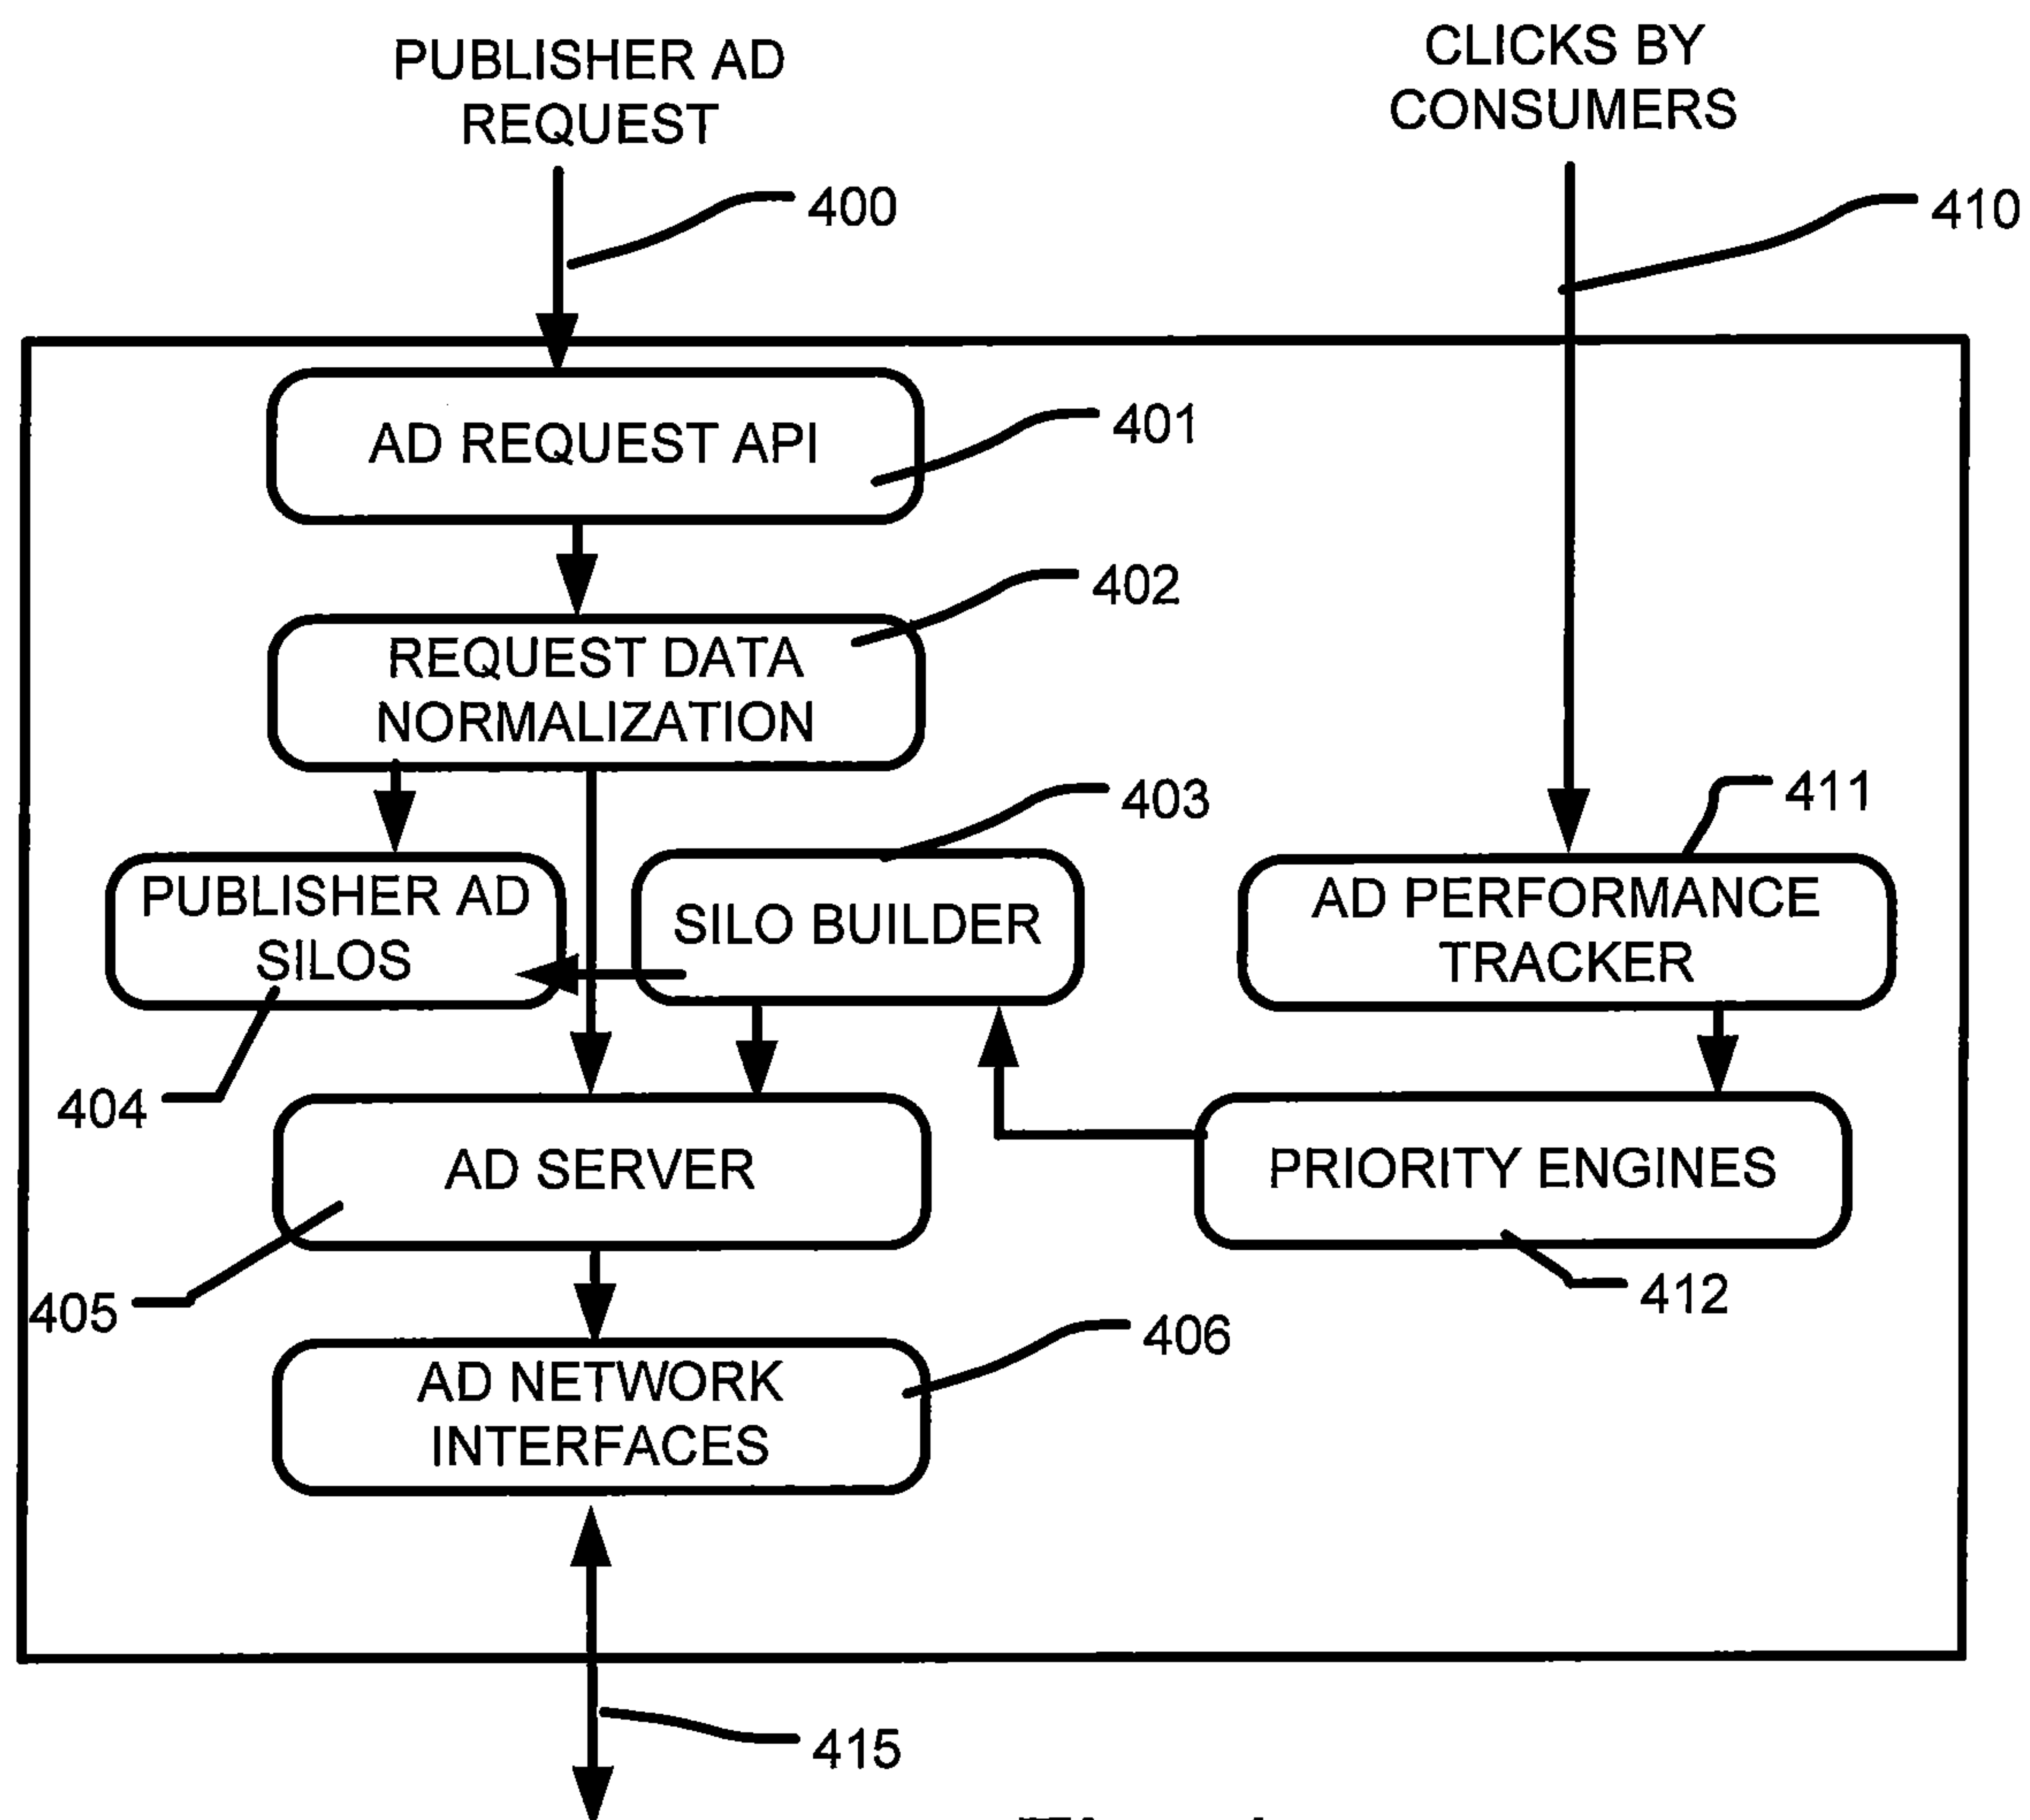 PUBLISHER AD
REQUEST
CLICKS BY
CONSUMERS
400
410
AD REQUEST API
401
402
REQUEST DATA
NORMALIZATION
403
411
PUBLISHER AD
SILOS
SILO BUILDER
AD PERFORMANCE
TRACKER
404
AD SERVER
PRIORITY ENGINES
405
412
406
AD NETWORK
INTERFACES
415